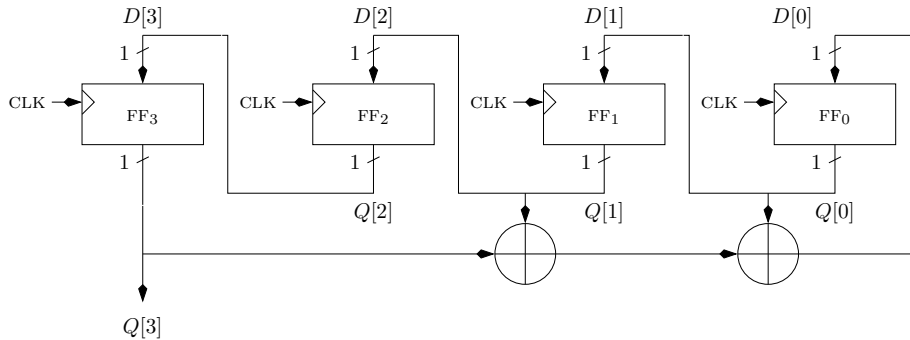 D[3] D[2] D[1] D[0]
1 1 1 1
CLK FF3 CLK FF2 CLK FF1 CLK FF0
1 1 1 1
Q[2] Q[1] Q[0]
Q[3]